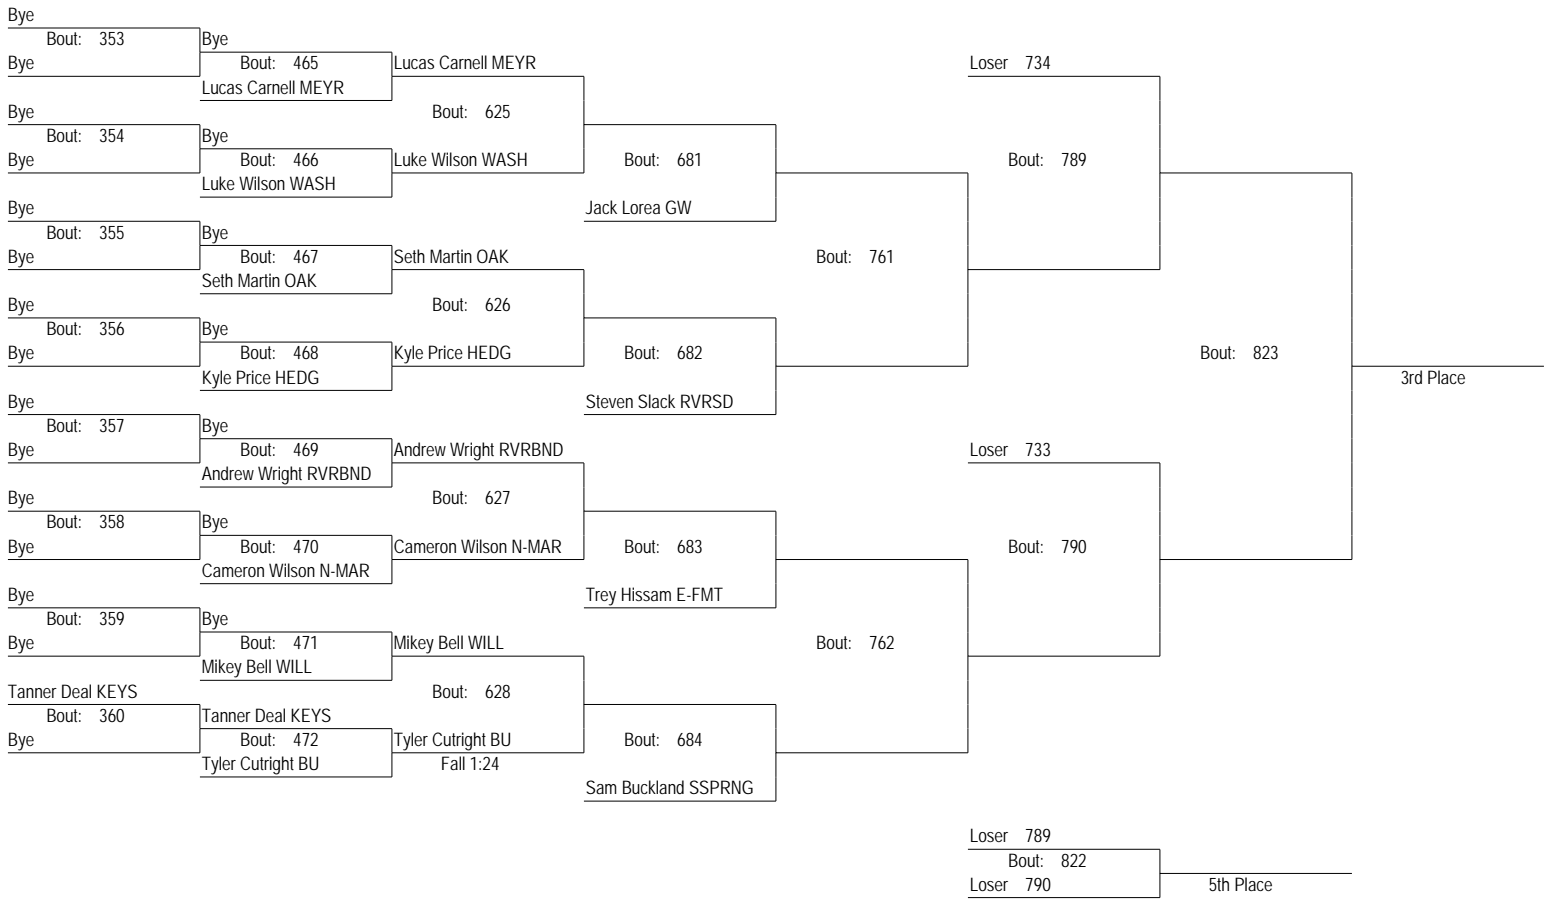 Bye
Bout: 353
Bye
Bye
Bout: 465
Lucas Carnell MEYR
Lucas Carnell MEYR
Loser 734
Bye
Bout: 354
Bye
Bye
Bout: 466
Luke Wilson WASH
Bout: 625
Luke Wilson WASH
Bout: 681
Jack Lorea GW
Bout: 789
Bye
Bout: 355
Bye
Bye
Bout: 467
Seth Martin OAK
Seth Martin OAK
Bout: 761
Bye
Bout: 356
Bye
Bye
Bout: 468
Kyle Price HEDG
Bout: 626
Kyle Price HEDG
Bout: 682
Steven Slack RVRSD
Bout: 823
3rd Place
Bye
Bout: 357
Bye
Bye
Bout: 469
Andrew Wright RVRBND
Andrew Wright RVRBND
Loser 733
Bye
Bout: 358
Bye
Bye
Bout: 470
Cameron Wilson N-MAR
Bout: 627
Cameron Wilson N-MAR
Bout: 683
Trey Hissam E-FMT
Bout: 790
Bye
Bout: 359
Bye
Bye
Bout: 471
Mikey Bell WILL
Mikey Bell WILL
Bout: 762
Tanner Deal KEYS
Bout: 360
Bye
Tanner Deal KEYS
Bout: 472
Tyler Cutright BU
Bout: 628
Tyler Cutright BU
Fall 1:24
Bout: 684
Sam Buckland SSPRNG
Loser 789
Bout: 822
Loser 790
5th Place